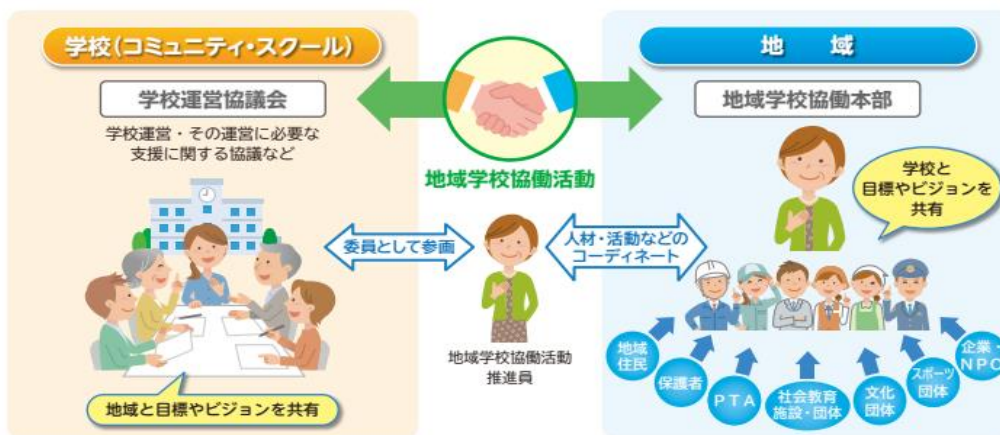 学校（コミュニティ・スクール）
学校運営協議会
学校運営・その運営に必要な
支援に関する協議など
地域と目標やビジョンを共有
地域学校協働活動
委員として参画
人材・活動などの
コーディネート
地域学校協働活動
推進員
地　域
地域学校協働本部
学校と
目標やビジョンを
共有
地域
住民
保護者
PTA
社会教育
施設・団体
文化
団体
スポーツ
団体
企業・
NPO